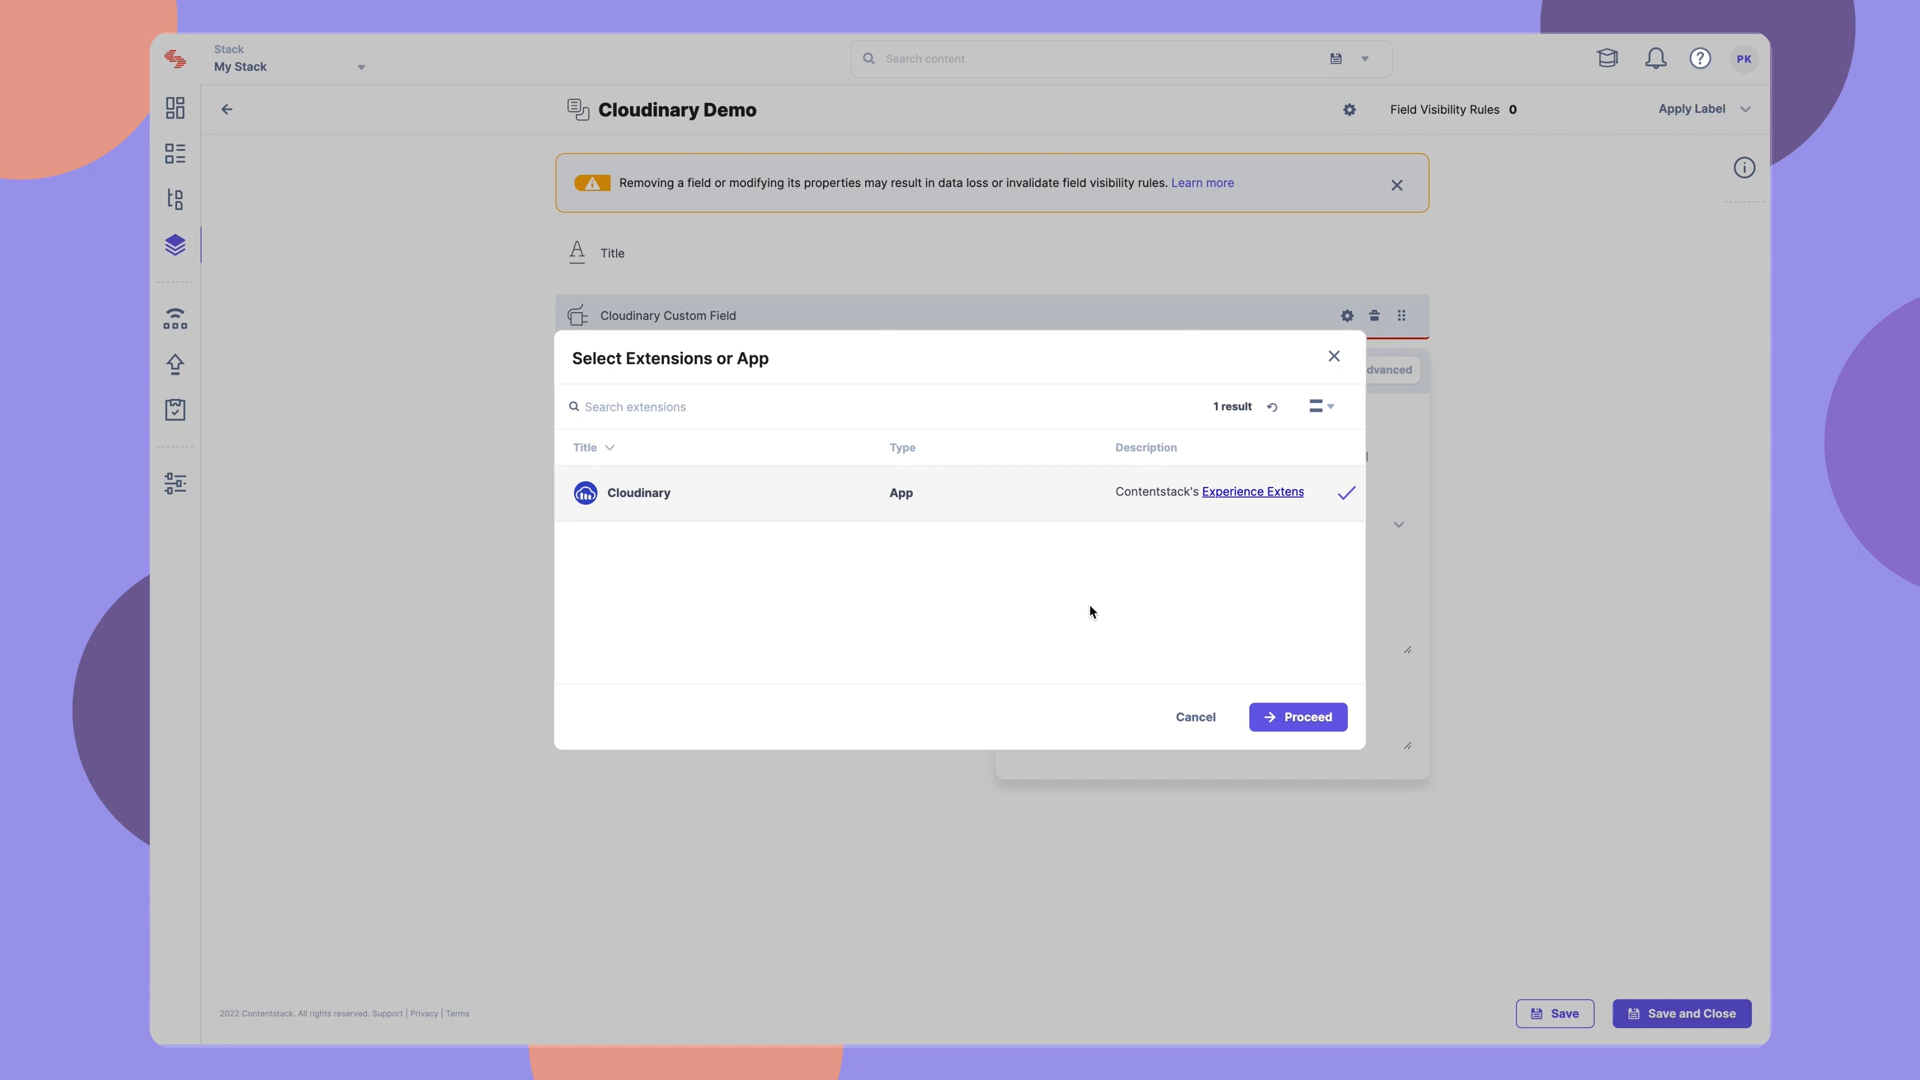 Stack
My Stack
Search content
PK
Cloudinary Demo
Field Visibility Rules 0
Apply Label
Removing a field or modifying its properties may result in data loss or invalidate field visibility rules. Learn more
Title
Cloudinary Custom Field
Select Extensions or App
dvanced
Search extensions
1 result
Title
Type
Description
Cloudinary
App
Contentstack's Experience Extens
Cancel
Proceed
2022 Contentstack. All rights reserved. Support | Privacy | Terms
Save
Save and Close